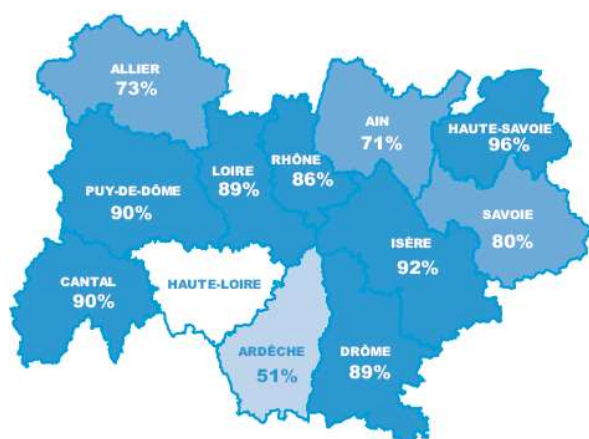 ALLIER
73%
AIN
71%
HAUTE-SAVOIE
96%
PUY-DE-DÔME
90%
LOIRE
89%
RHÔNE
86%
SAVOIE
80%
ISÈRE
92%
CANTAL
90%
HAUTE-LOIRE
ARDÈCHE
51%
DRÔME
89%